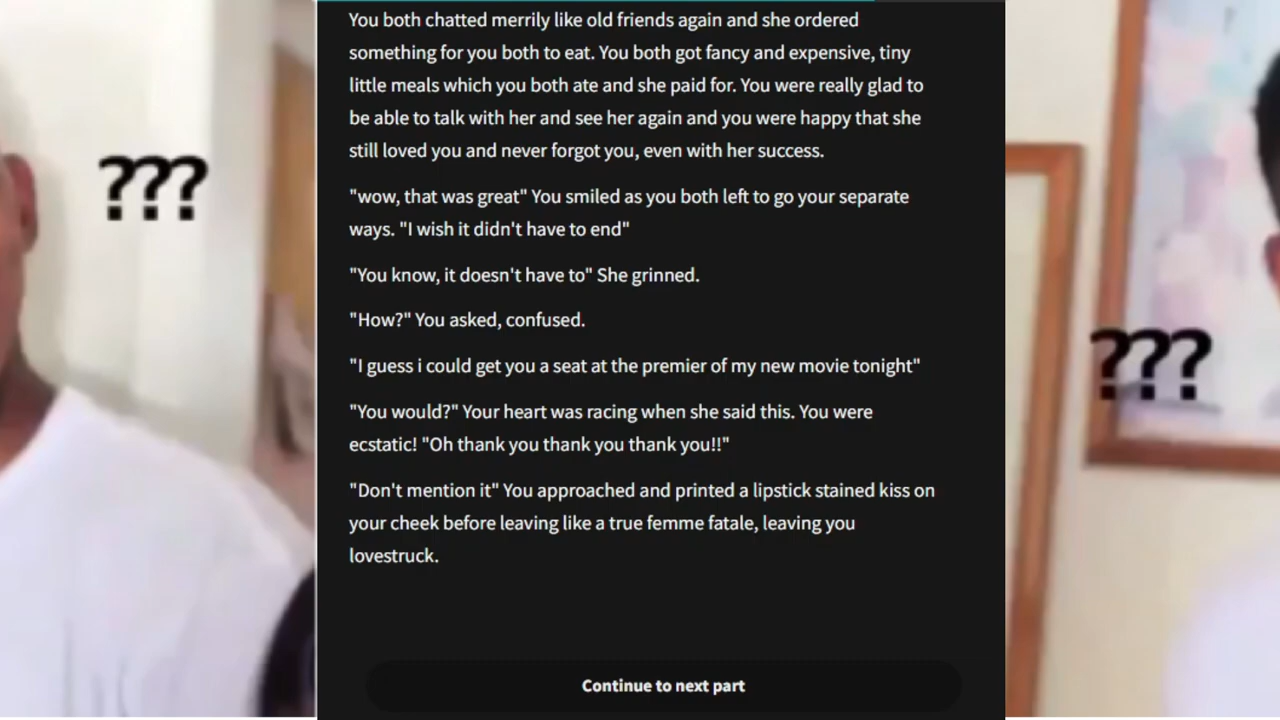 You both chatted merrily like old friends again and she ordered
something for you both to eat. You both got fancy and expensive, tiny
little meals which you both ate and she paid for. You were really glad to
be able to talk with her and see her again and you were happy that she
still loved you and never forgot you, even with her success.
"wow, that was great" You smiled as you both left to go your separate
ways. "I wish it didn't have to end"
"You know, it doesn't have to" She grinned.
"How?" You asked, confused.
"I guess i could get you a seat at the premier of my new movie tonight"
"You would?" Your heart was racing when she said this. You were
ecstatic! "Oh thank you thank you thank you!!"
"Don't mention it" You approached and printed a lipstick stained kiss on
your cheek before leaving like a true femme fatale, leaving you
lovestruck.
Continue to next part
???
???